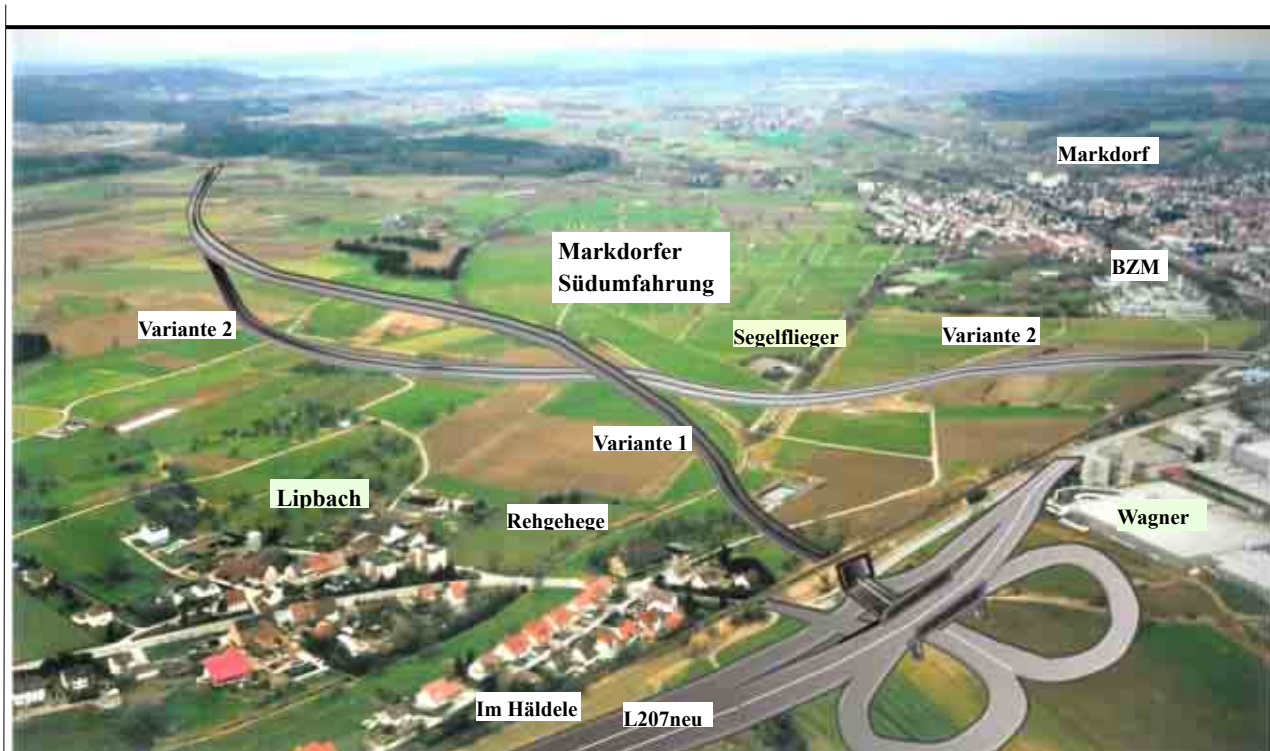 Markdorf
Markdorfer
Südumfahrung
BZM
Variante 2
Segelflieger
Variante 2
Variante 1
Lipbach
Rehgehege
Wagner
Im Häldele
L207neu